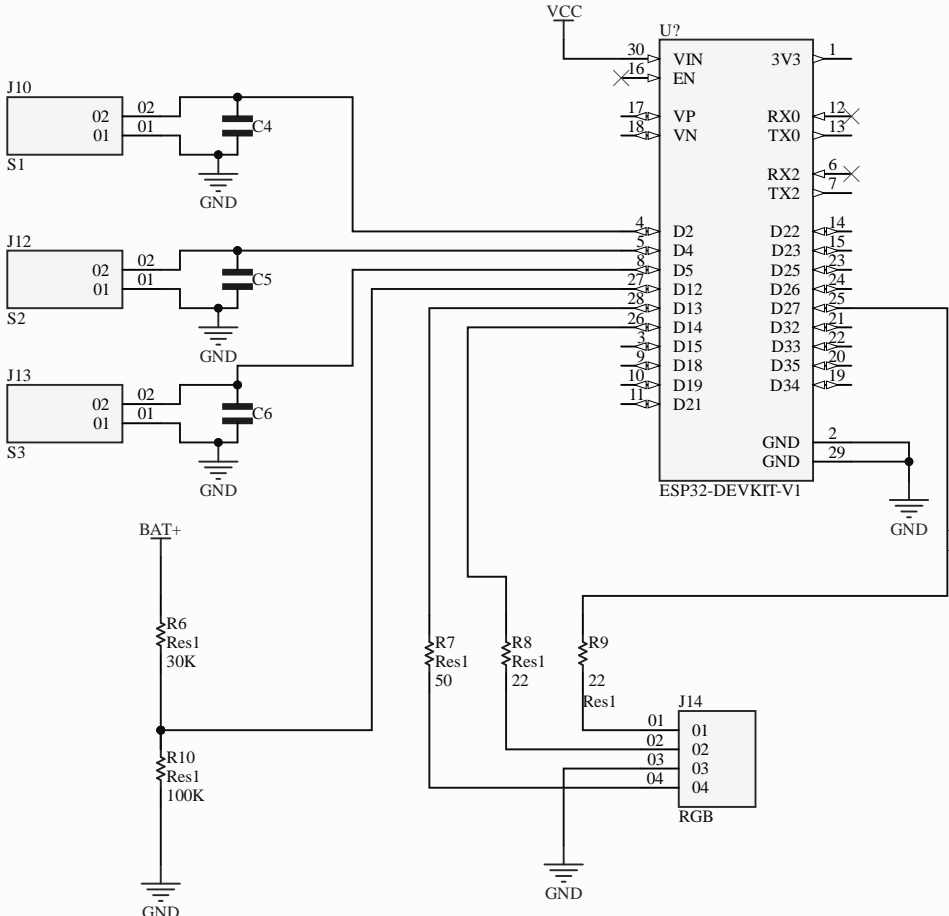 VCC
U?
30
VIN
3V3
1
16
EN
J10
02
02
01
01
C4
S1
GND
17
VP
RX0
12
18
VN
TX0
13
RX2
6
TX2
7
J12
02
02
01
01
C5
S2
GND
4
D2
D22
14
5
D4
D23
15
8
D5
D25
23
27
D12
D26
24
28
D13
D27
25
26
D14
D32
21
3
D15
D33
22
9
D18
D35
20
10
D19
D34
19
11
D21
J13
02
02
01
01
C6
S3
GND
GND
2
GND
29
ESP32-DEVKIT-V1
GND
BAT+
R6
Res1
30K
R7
Res1
50
R8
Res1
22
R9
22
Res1
J14
01
01
02
02
03
03
04
04
RGB
R10
Res1
100K
GND
GND